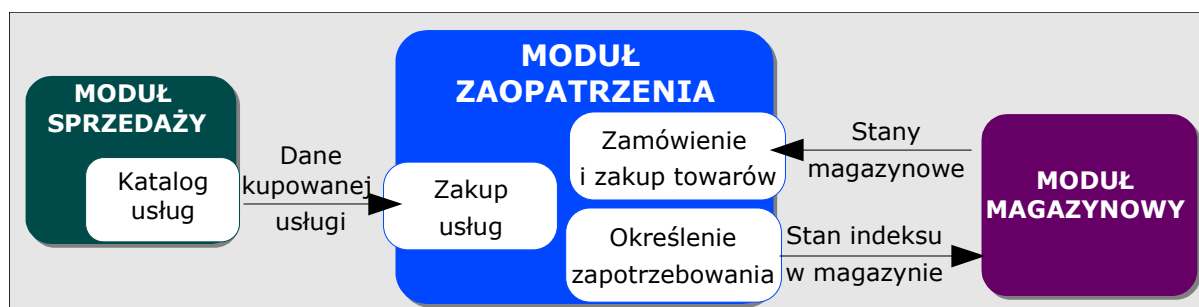 MODUŁ
SPRZEDAŻY
Katalog
usług
Dane
kupowanej
usługi
MODUŁ
ZAOPATRZENIA
Zakup
usług
Zamówienie
i zakup towarów
Określenie
zapotrzebowania
Stany
magazynowe
Stan indeksu
w magazynie
MODUŁ
MAGAZYNOWY